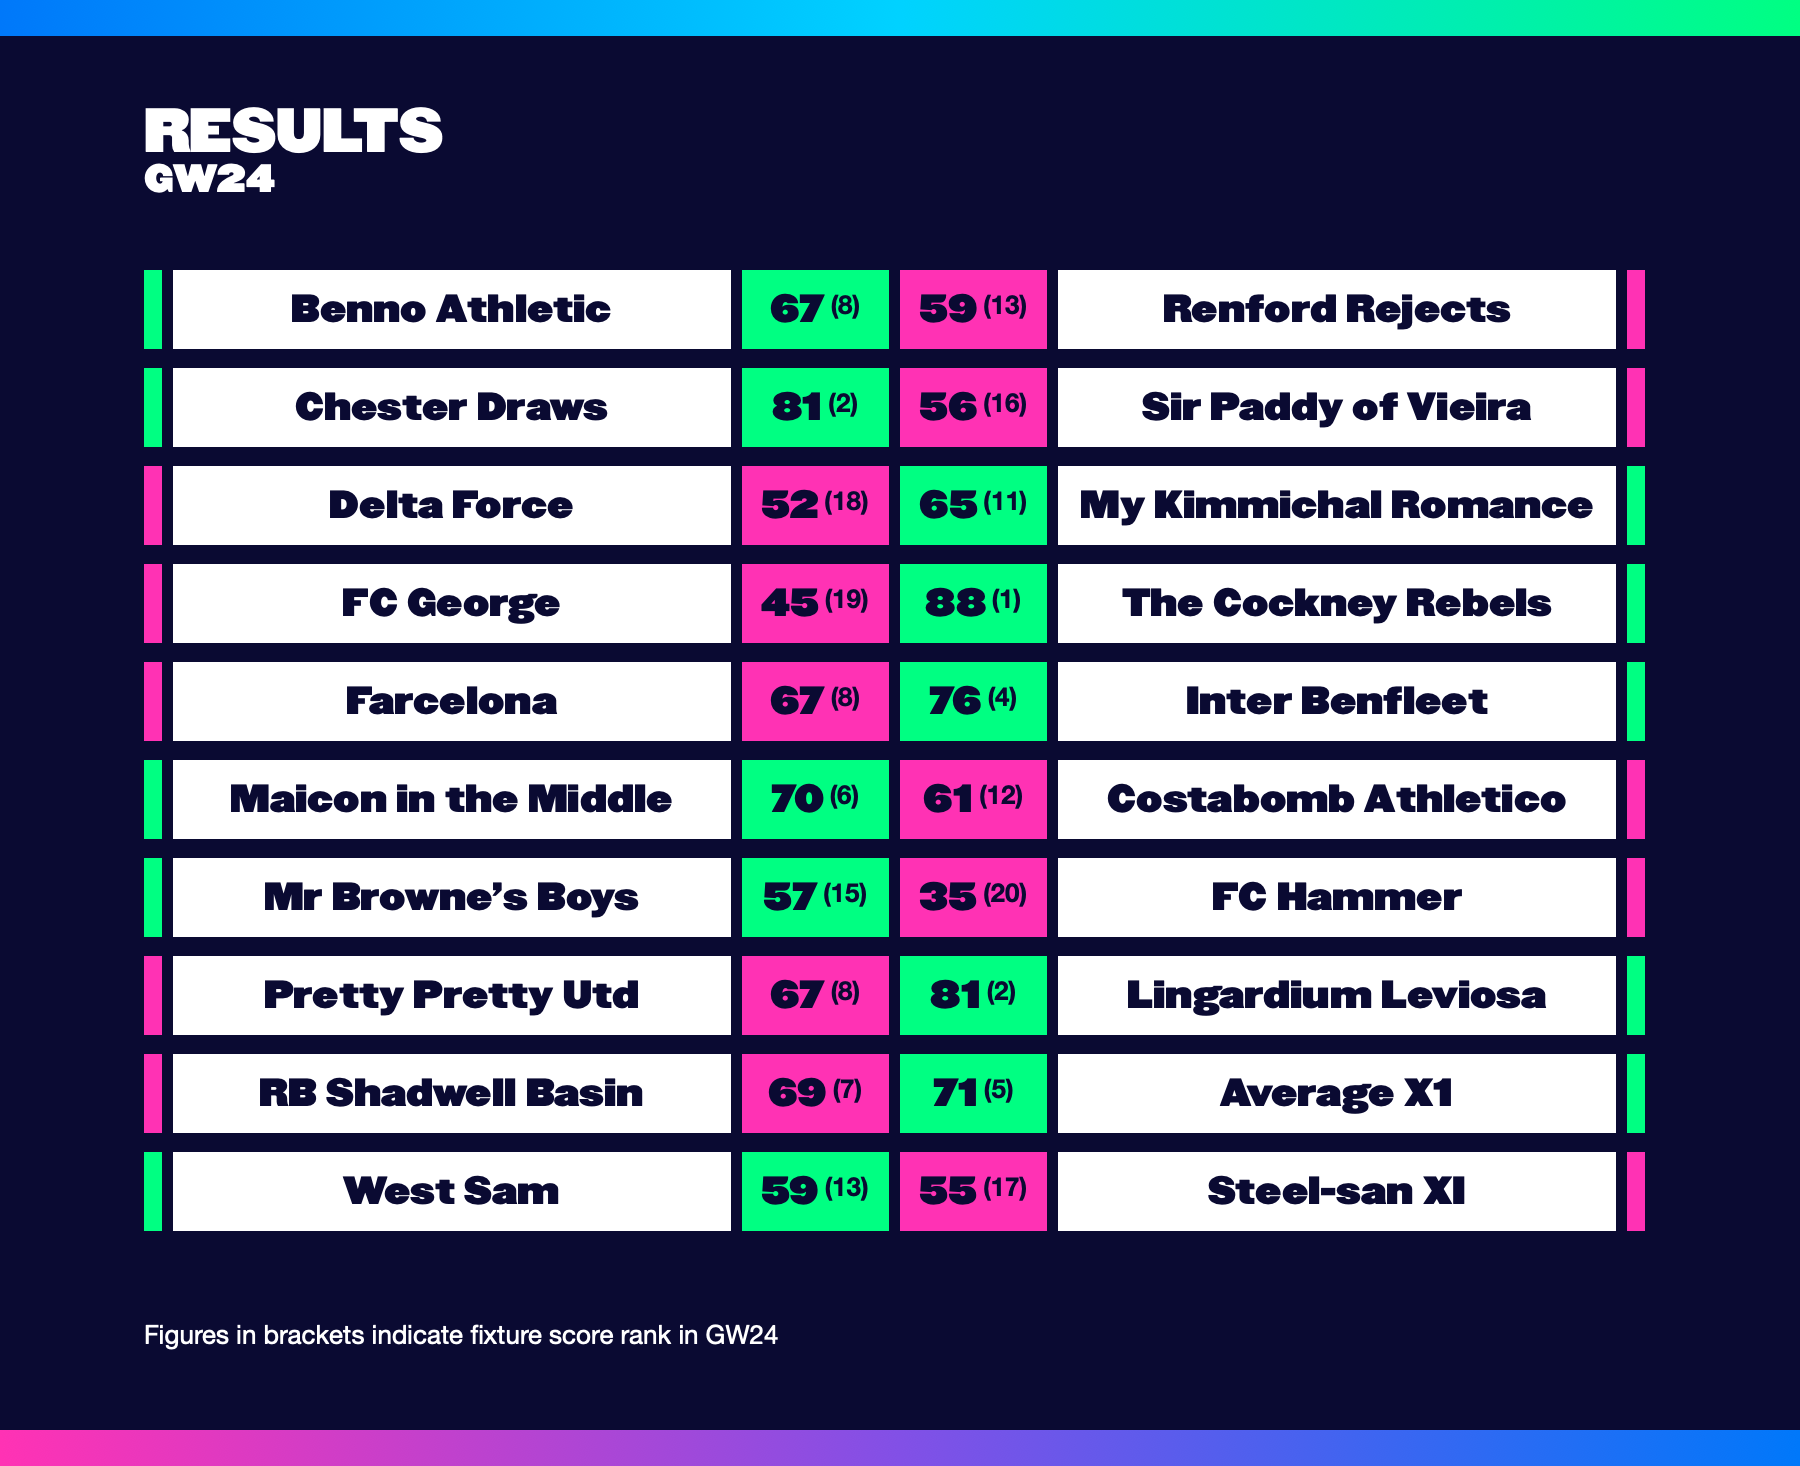 RESULTS
GW24
Benno Athletic 67 (8) 59 (13) Renford Rejects
Chester Draws 81 (2) 56 (16) Sir Paddy of Vieira
Delta Force 52 (18) 65 (11) My Kimmichal Romance
FC George 45 (19) 88 (1) The Cockney Rebels
Farcelona 67 (8) 76 (4) Inter Benfleet
Maicon in the Middle 70 (6) 61 (12) Costabomb Athletico
Mr Browne’s Boys 57 (15) 35 (20) FC Hammer
Pretty Pretty Utd 67 (8) 81 (2) Lingardium Leviosa
RB Shadwell Basin 69 (7) 71 (5) Average X1
West Sam 59 (13) 55 (17) Steel-san XI
Figures in brackets indicate fixture score rank in GW24